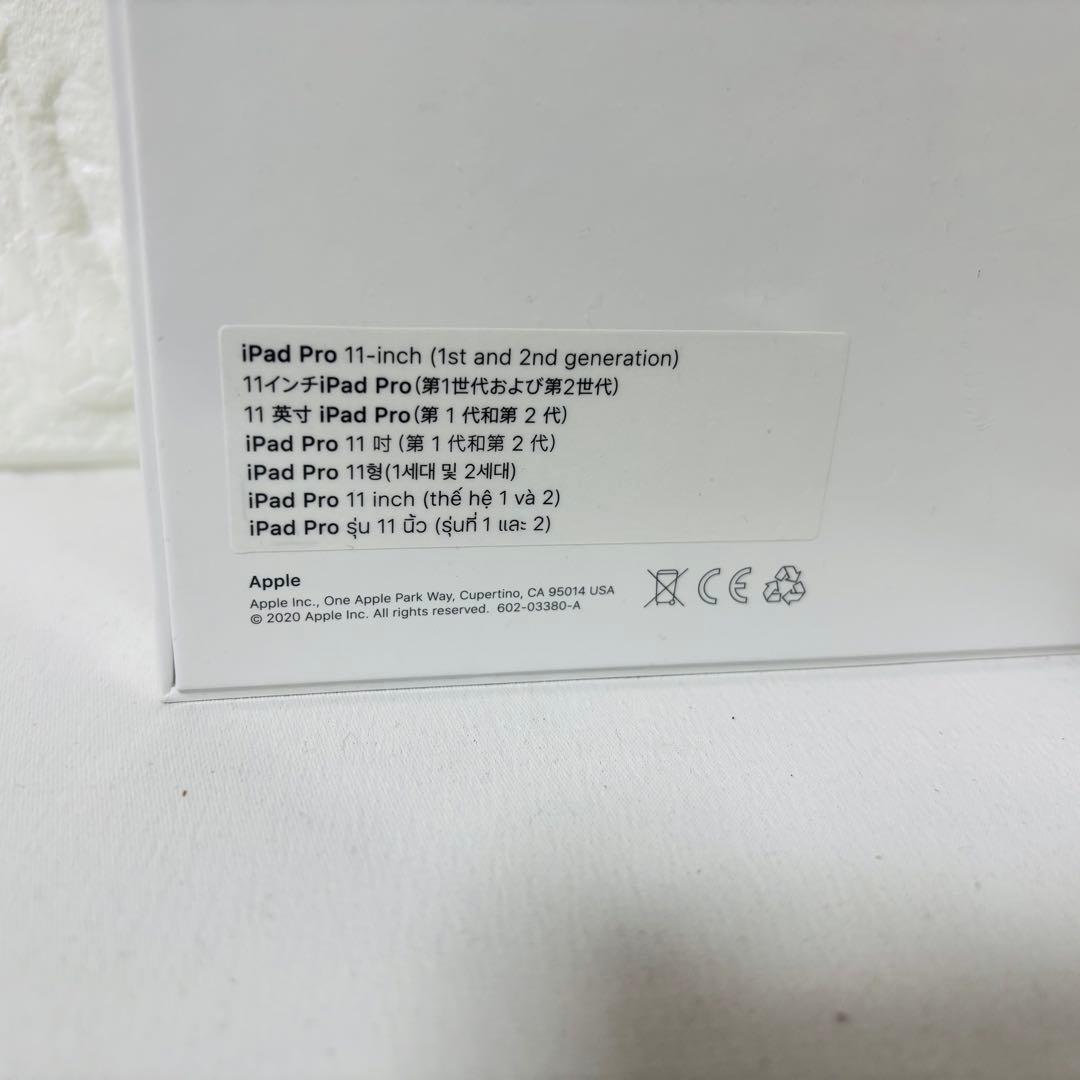 iPad Pro 11-inch (1st and 2nd generation)
11インチiPad Pro(第1世代および第2世代)
11 英寸 iPad Pro(第 1 代和第 2 代)
iPad Pro 11 吋 (第 1 代和第 2 代)
iPad Pro 11형(1세대 및 2세대)
iPad Pro 11 inch (thế hệ 1 và 2)
iPad Pro รุ่น 11 นิ้ว (รุ่นที่ 1 และ 2)
Apple
Apple Inc., One Apple Park Way, Cupertino, CA 95014 USA
© 2020 Apple Inc. All rights reserved. 602-03380-A
CE